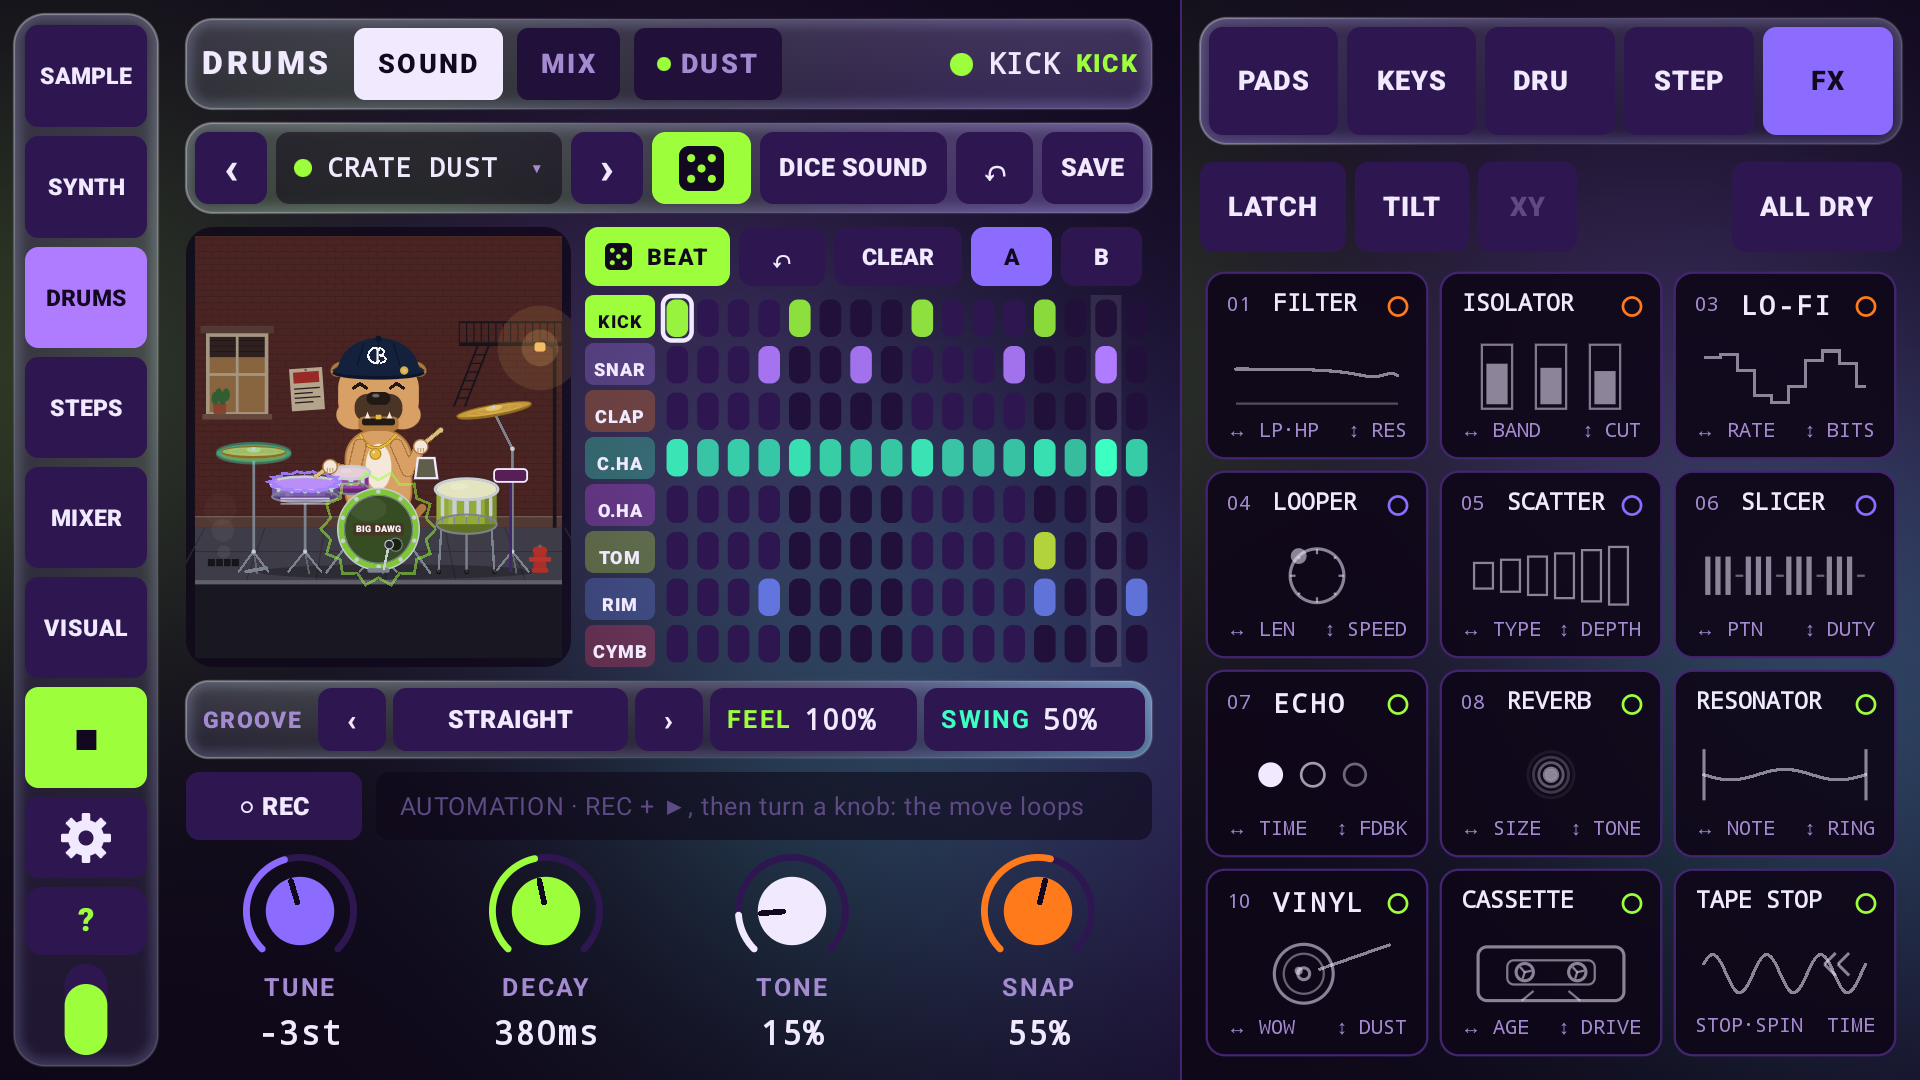 SAMPLE
SYNTH
DRUMS
STEPS
MIXER
VISUAL
?
DRUMS SOUND MIX DUST KICK KICK
‹ CRATE DUST ▾ › DICE SOUND SAVE
BEAT CLEAR A B
KICK
SNAR
CLAP
C.HA
O.HA
TOM
RIM
CYMB
BIG DAWG
GROOVE ‹ STRAIGHT › FEEL 100% SWING 50%
REC AUTOMATION · REC + ►, then turn a knob: the move loops
TUNE DECAY TONE SNAP
-3st 380ms 15% 55%
PADS KEYS DRU STEP FX
LATCH TILT XY ALL DRY
01 FILTER ISOLATOR 03 LO-FI
↔ LP·HP ↕ RES ↔ BAND ↕ CUT ↔ RATE ↕ BITS
04 LOOPER 05 SCATTER 06 SLICER
↔ LEN ↕ SPEED ↔ TYPE ↕ DEPTH ↔ PTN ↕ DUTY
07 ECHO 08 REVERB RESONATOR
↔ TIME ↕ FDBK ↔ SIZE ↕ TONE ↔ NOTE ↕ RING
10 VINYL CASSETTE TAPE STOP
↔ WOW ↕ DUST ↔ AGE ↕ DRIVE STOP·SPIN TIME